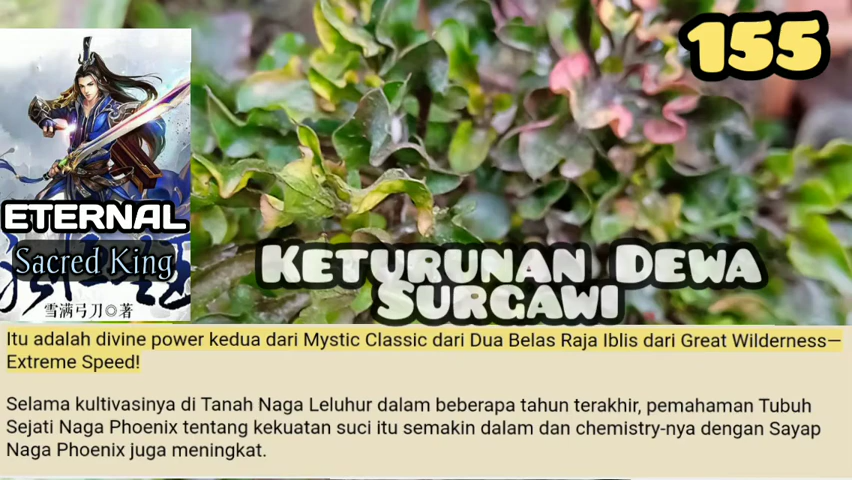 155
ETERNAL
Sacred King
雪满弓刀◎著
KETURUNAN DEWA
SURGAWI
Itu adalah divine power kedua dari Mystic Classic dari Dua Belas Raja Iblis dari Great Wilderness—
Extreme Speed!
Selama kultivasinya di Tanah Naga Leluhur dalam beberapa tahun terakhir, pemahaman Tubuh
Sejati Naga Phoenix tentang kekuatan suci itu semakin dalam dan chemistry-nya dengan Sayap
Naga Phoenix juga meningkat.